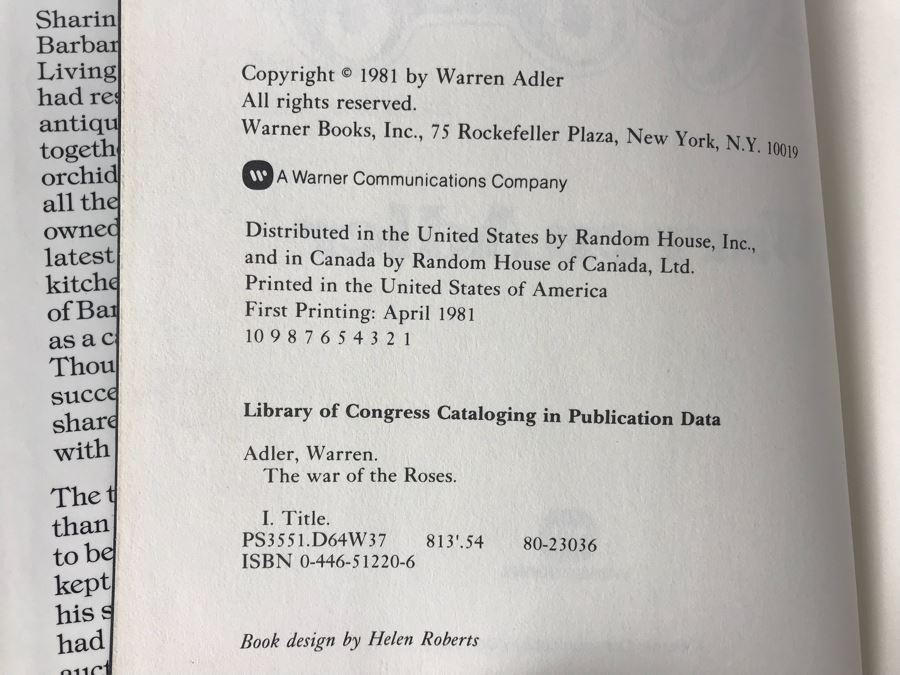 Sharin
Barbar
Living
had res
antiqu
togeth
orchid
all the
owned
latest
kitche
of Bar
as a ca
Thou
succe
share
with
The t
than
to be
kept
his s
had
auct
Copyright © 1981 by Warren Adler
All rights reserved.
Warner Books, Inc., 75 Rockefeller Plaza, New York, N.Y. 10019
A Warner Communications Company
Distributed in the United States by Random House, Inc.,
and in Canada by Random House of Canada, Ltd.
Printed in the United States of America
First Printing: April 1981
10 9 8 7 6 5 4 3 2 1
Library of Congress Cataloging in Publication Data
Adler, Warren.
The war of the Roses.
I. Title.
PS3551.D64W37 813'.54 80-23036
ISBN 0-446-51220-6
Book design by Helen Roberts